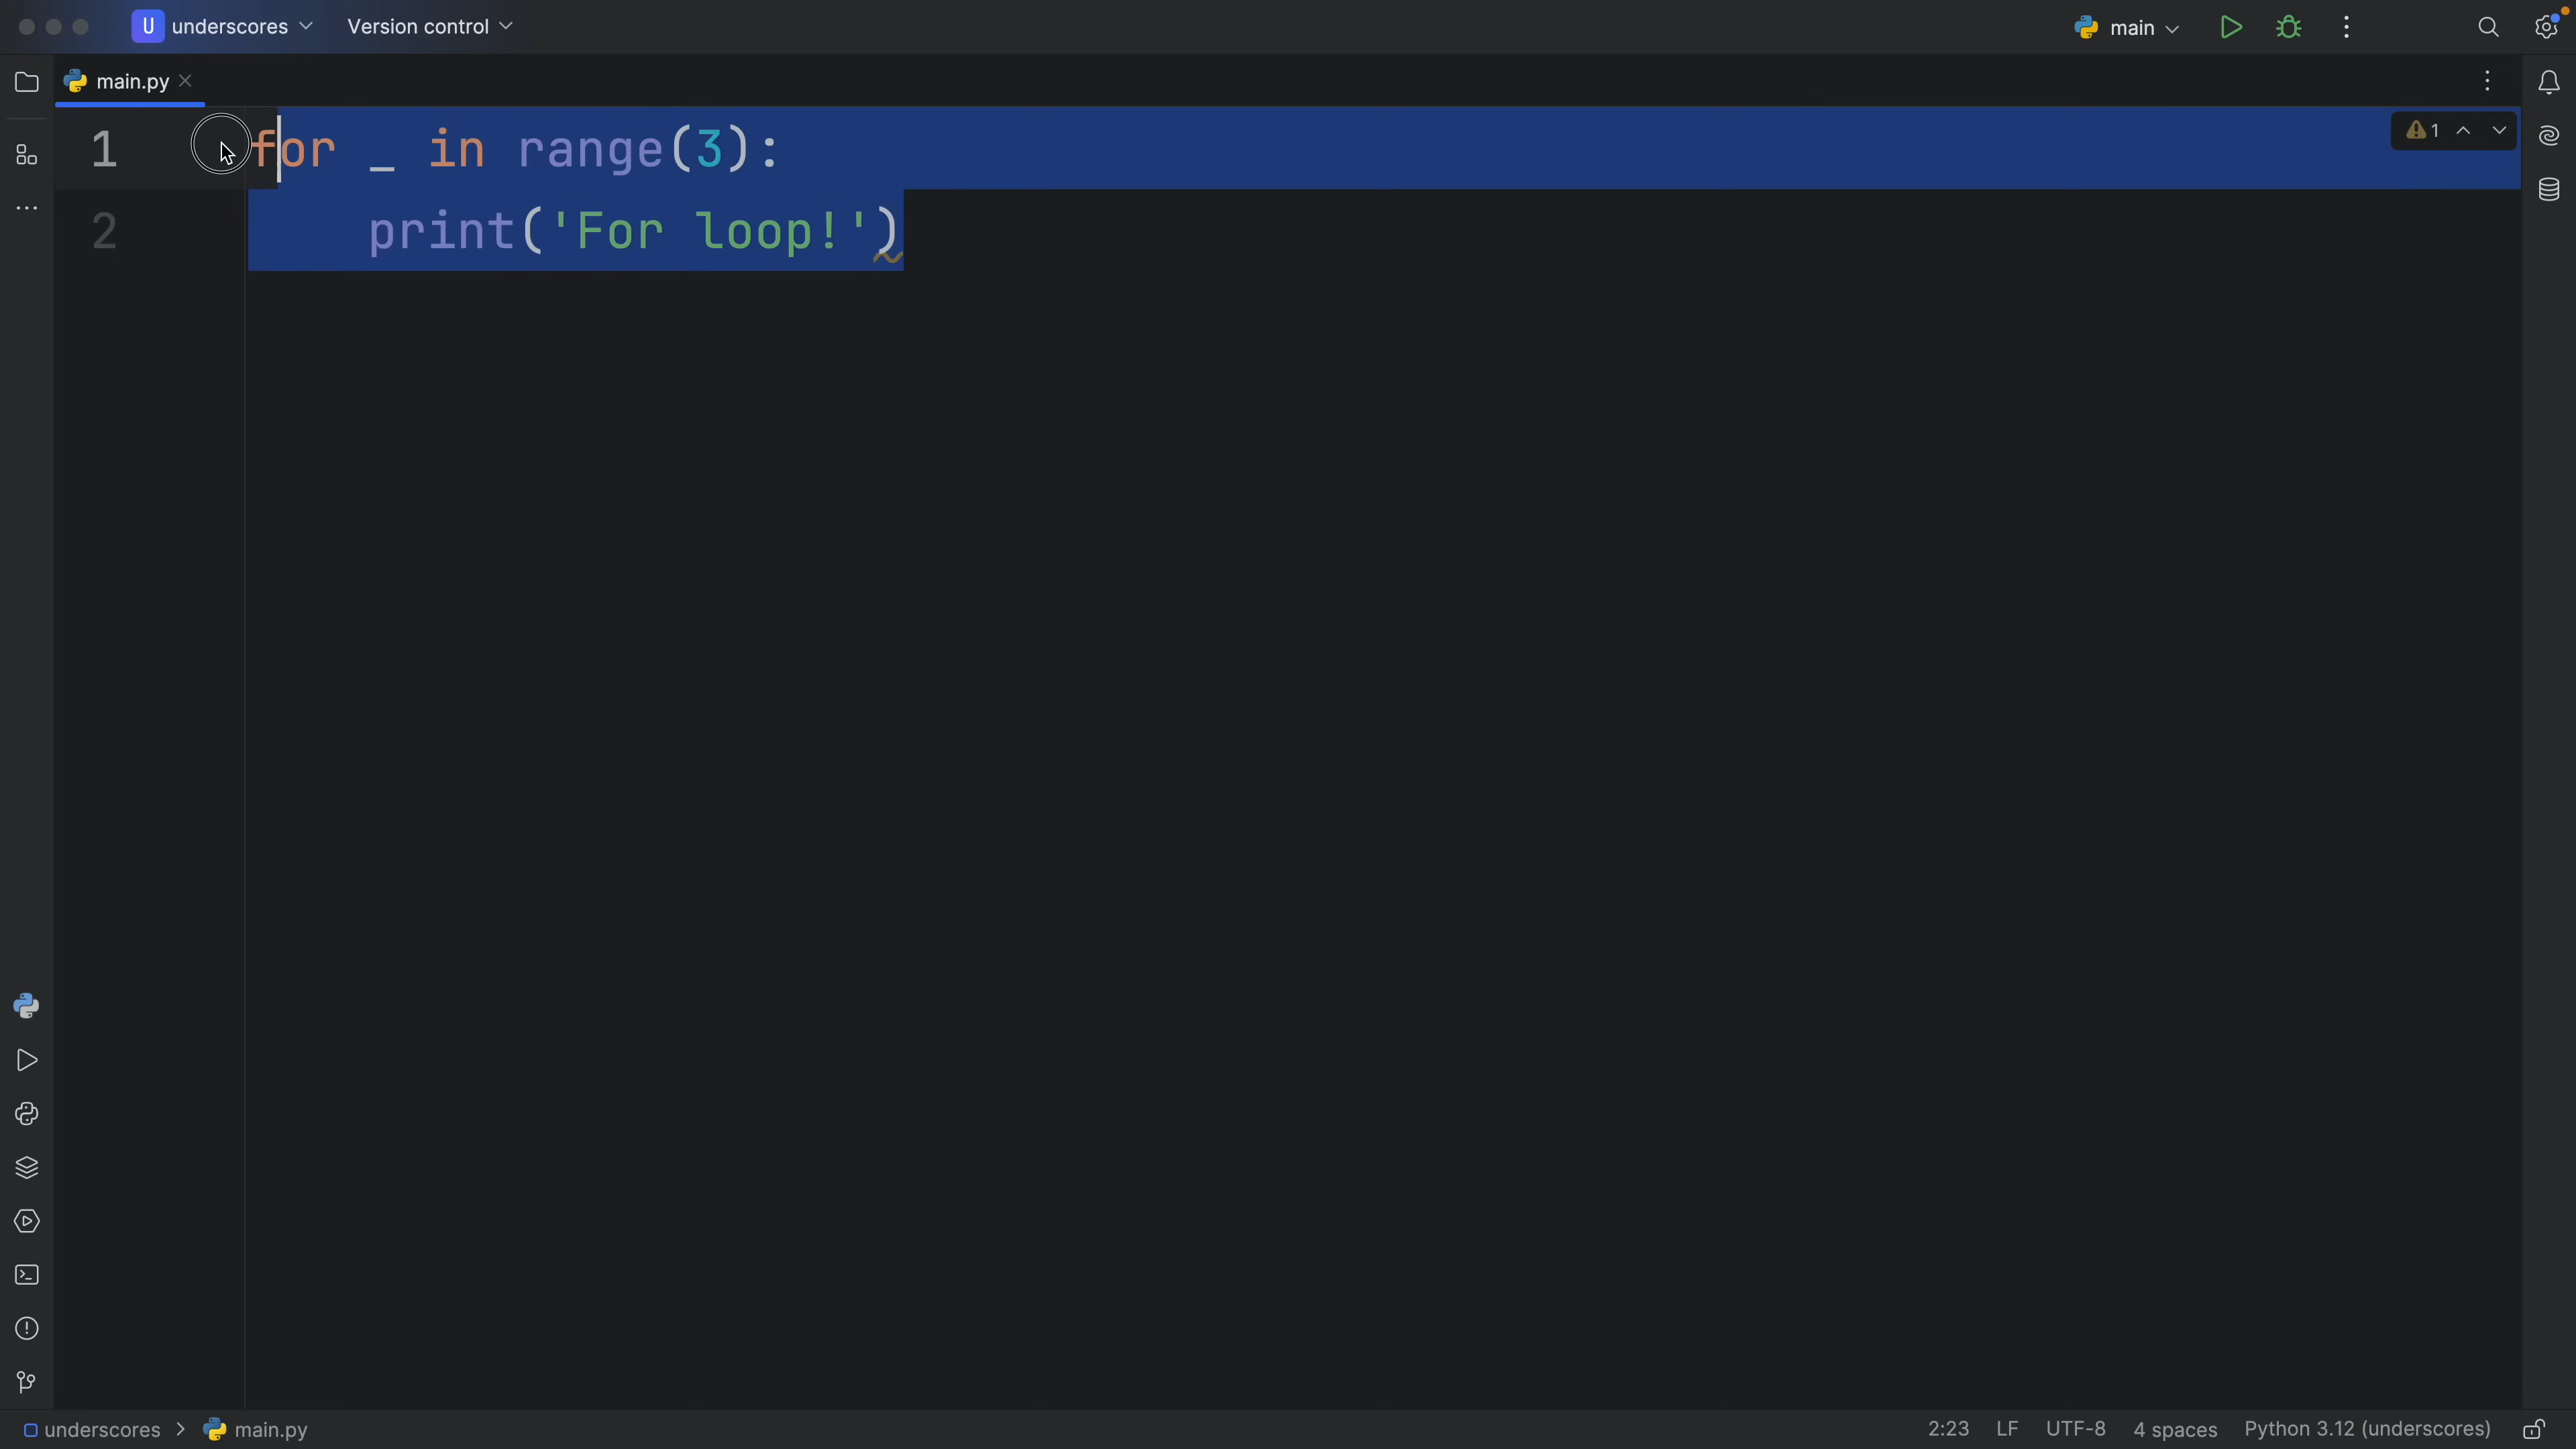 U underscores Version control main
main.py
1 for _ in range(3): 1
2 print('For loop!')
underscores main.py 2:23 LF UTF-8 4 spaces Python 3.12 (underscores)